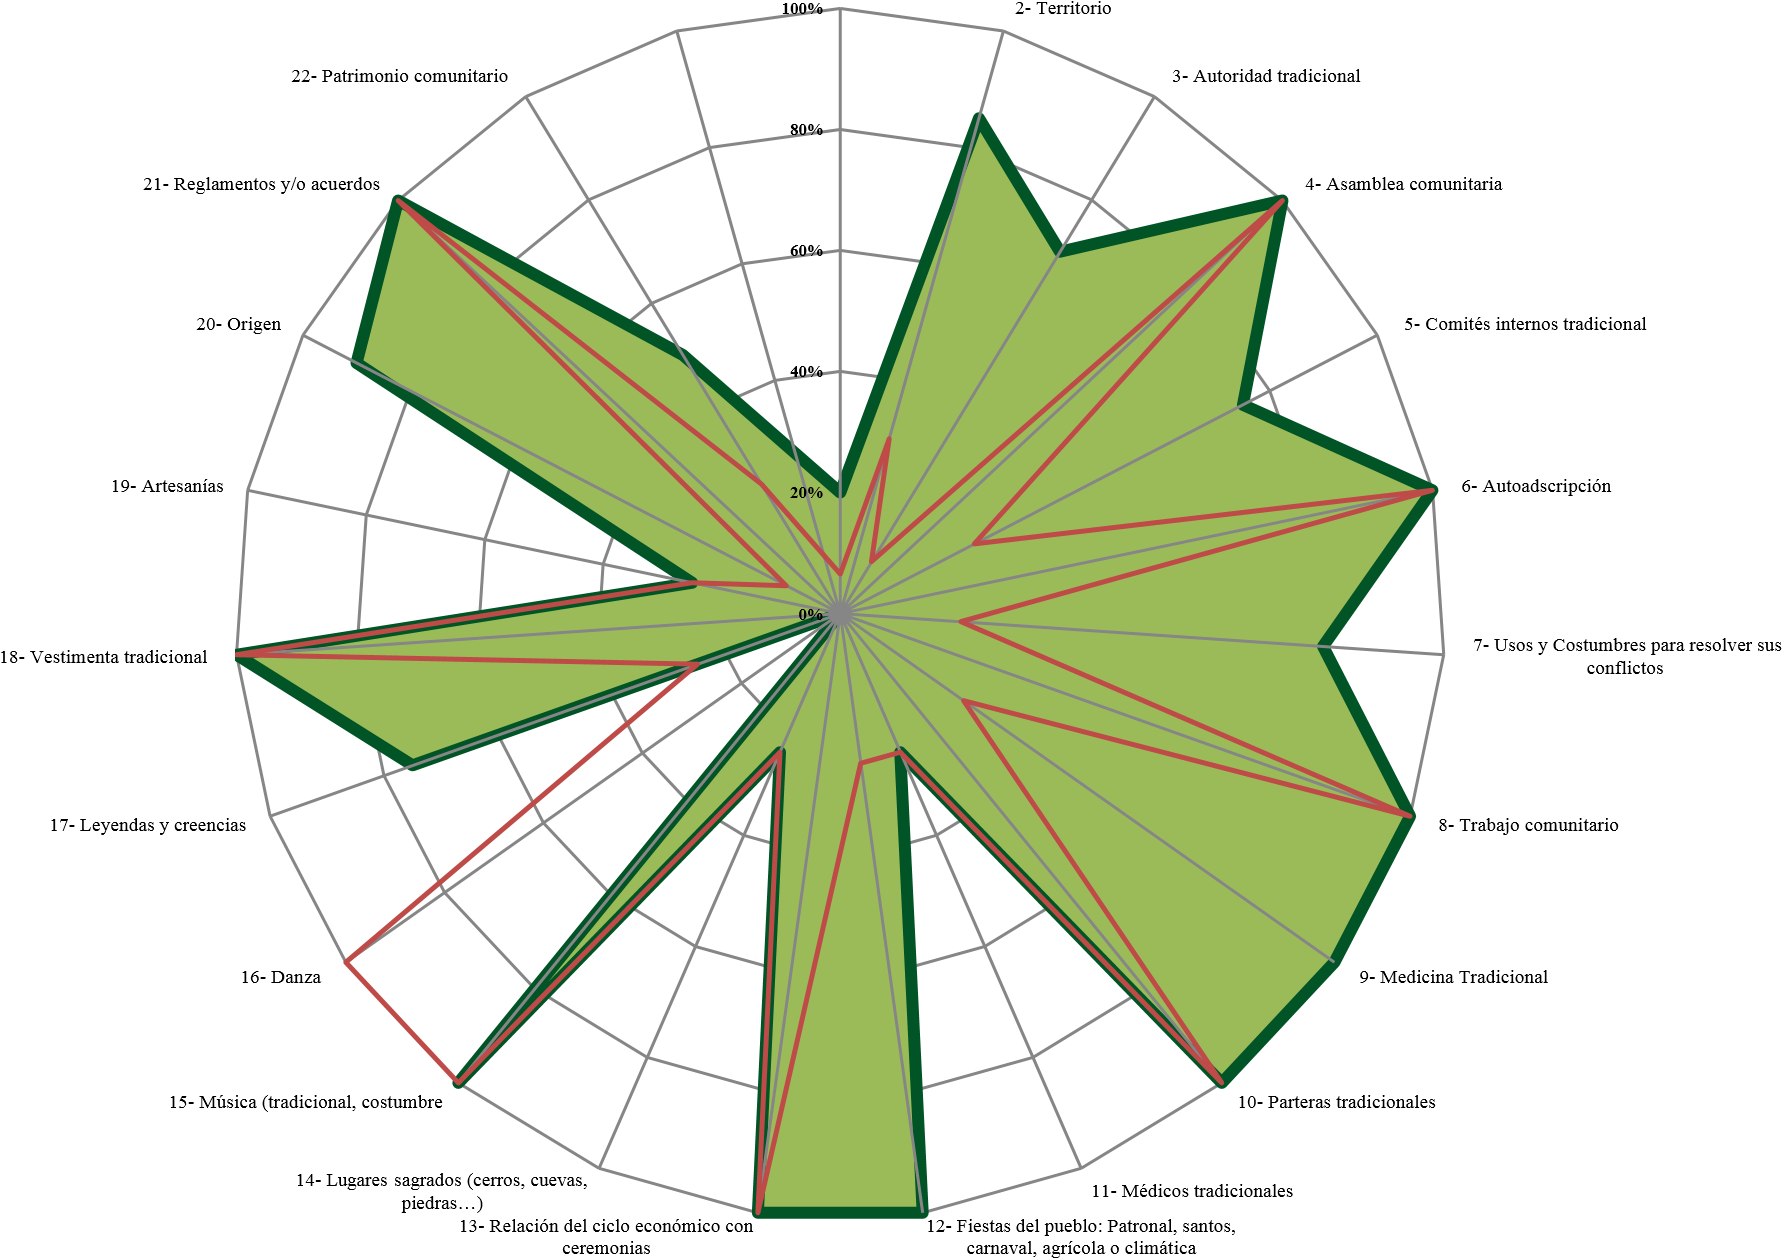 100%
80%
60%
40%
20%
0%
2- Territorio
3- Autoridad tradicional
4- Asamblea comunitaria
5- Comités internos tradicional
6- Autoadscripción
7- Usos y Costumbres para resolver sus
conflictos
8- Trabajo comunitario
9- Medicina Tradicional
10- Parteras tradicionales
11- Médicos tradicionales
12- Fiestas del pueblo: Patronal, santos,
carnaval, agrícola o climática
13- Relación del ciclo económico con
ceremonias
14- Lugares sagrados (cerros, cuevas,
piedras…)
15- Música (tradicional, costumbre
16- Danza
17- Leyendas y creencias
18- Vestimenta tradicional
19- Artesanías
20- Origen
21- Reglamentos y/o acuerdos
22- Patrimonio comunitario